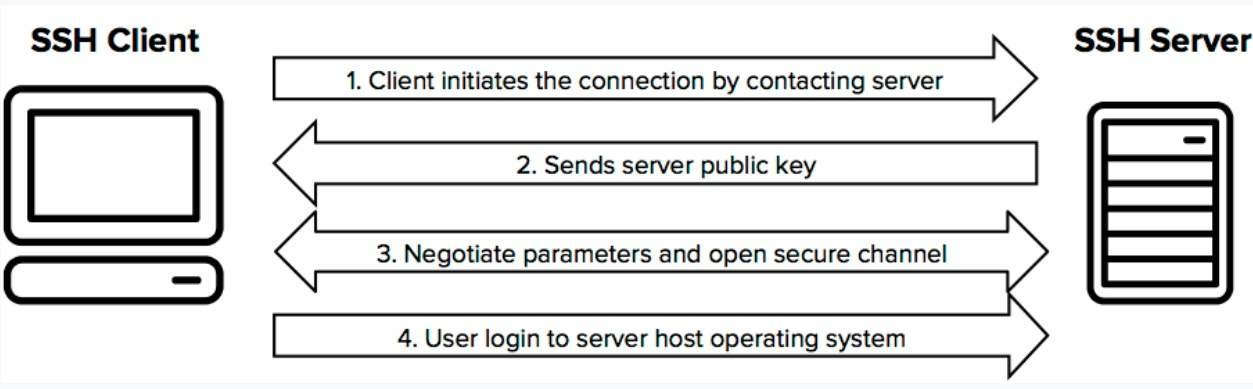 SSH Client
SSH Server
1. Client initiates the connection by contacting server
2. Sends server public key
3. Negotiate parameters and open secure channel
4. User login to server host operating system